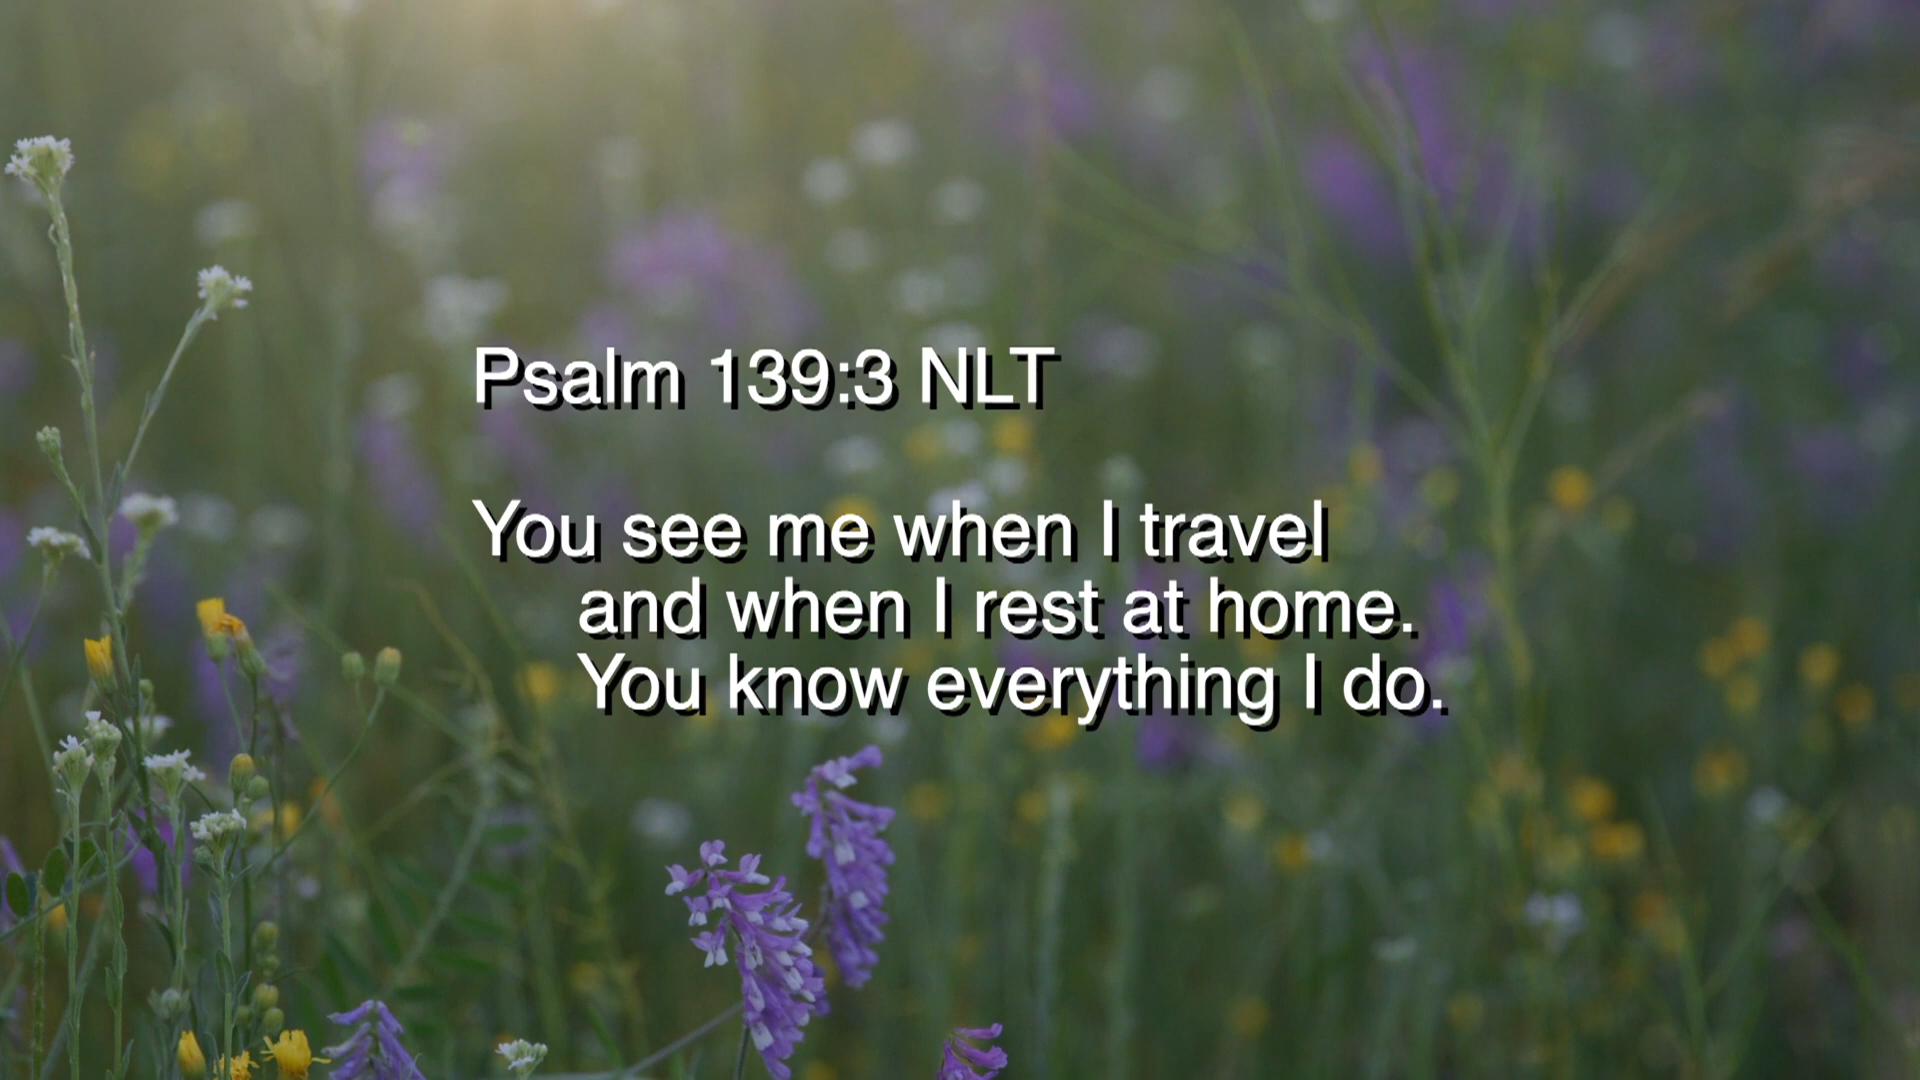 Psalm 139:3 NLT
You see me when I travel
and when I rest at home.
You know everything I do.